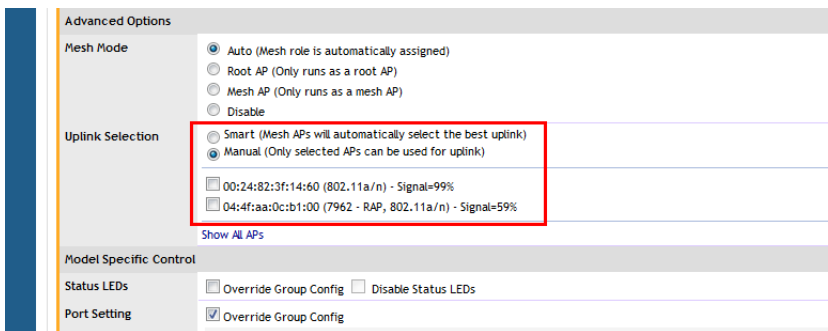 Advanced Options
Mesh Mode
Auto (Mesh role is automatically assigned)
Root AP (Only runs as a root AP)
Mesh AP (Only runs as a mesh AP)
Disable
Uplink Selection
Smart (Mesh APs will automatically select the best uplink)
Manual (Only selected APs can be used for uplink)
00:24:82:3f:14:60 (802.11a/n) - Signal=99%
04:4f:aa:0c:b1:00 (7962 - RAP, 802.11a/n) - Signal=59%
Show All APs
Model Specific Control
Status LEDs
Override Group Config Disable Status LEDs
Port Setting
Override Group Config